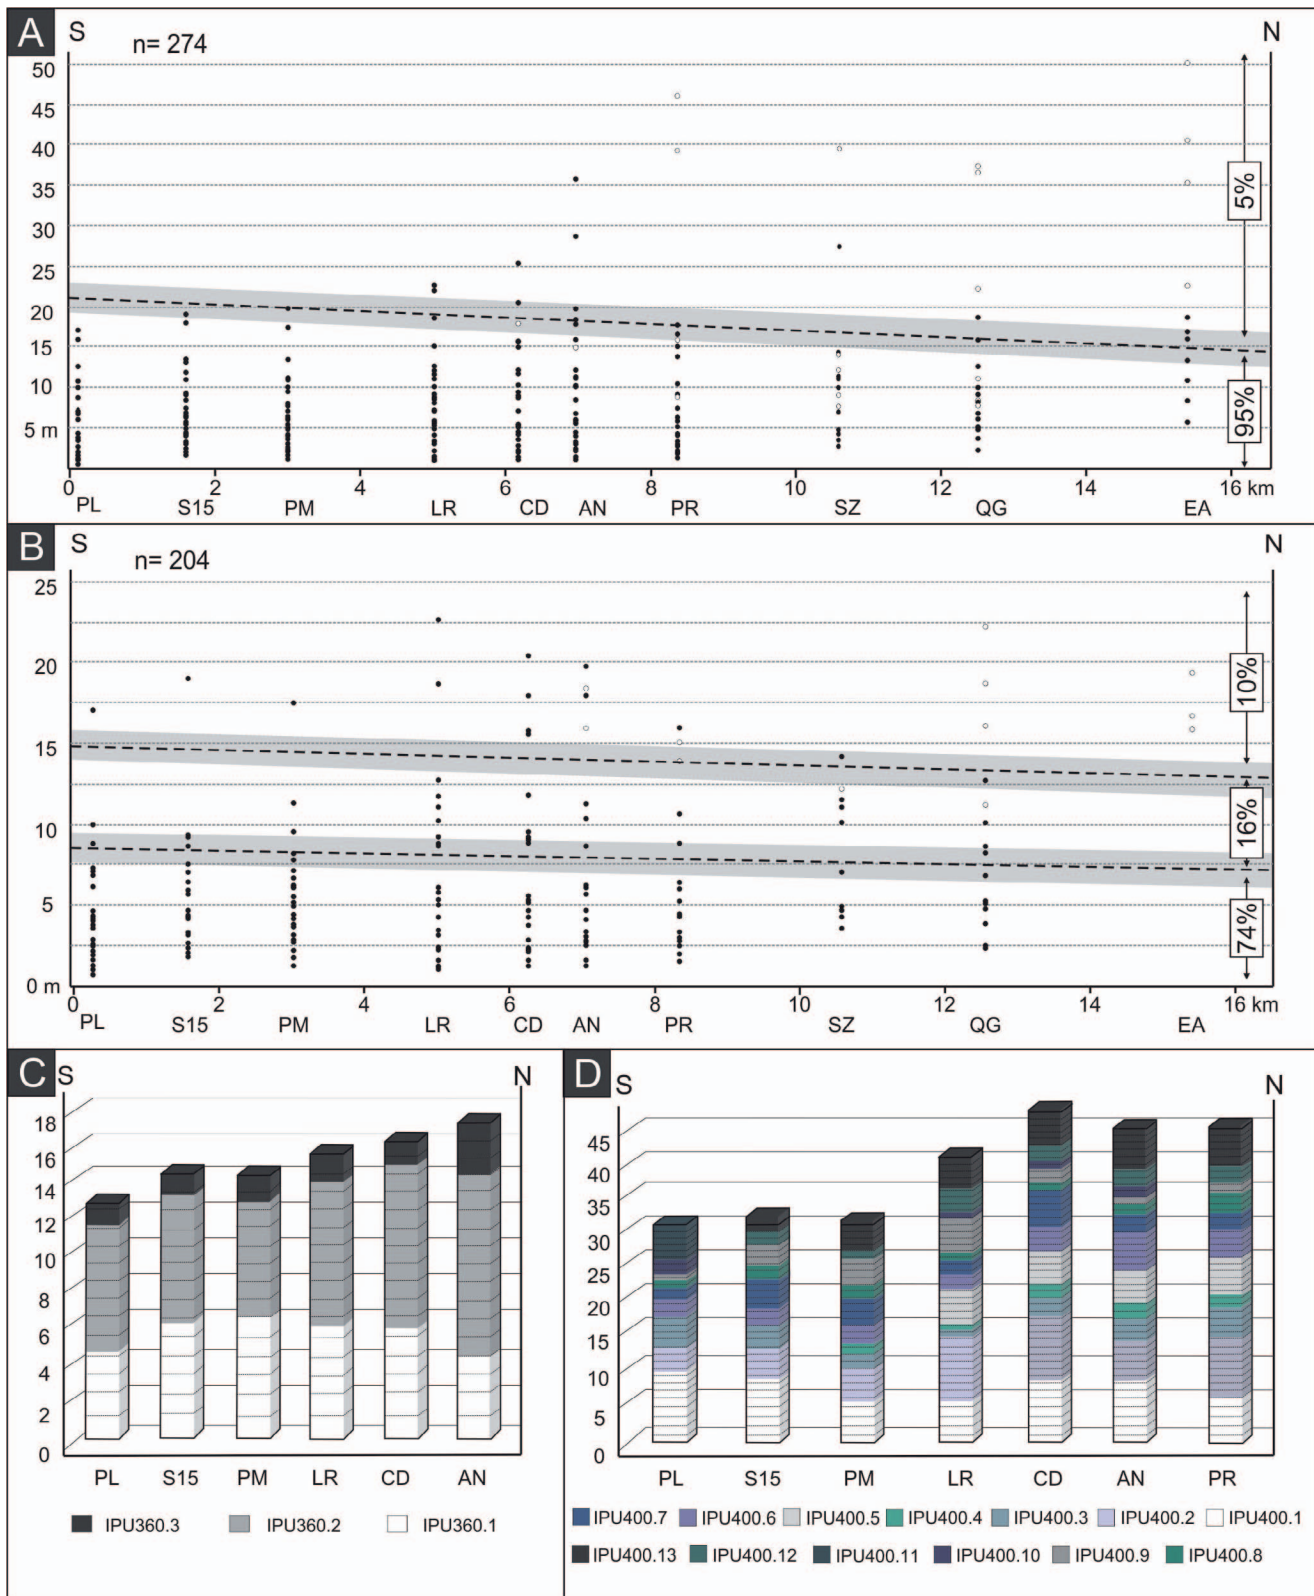 A
S
N
n= 274
50
45
40
35
30
25
20
15
10
5 m
5%
95%
0 2 4 6 8 10 12 14 16 km
PL S15 PM LR CD AN PR SZ QG EA
B
S
N
n= 204
25
20
15
10
5
0 m
10%
16%
74%
0 2 4 6 8 10 12 14 16 km
PL S15 PM LR CD AN PR SZ QG EA
C
S
N
18
16
14
12
10
8
6
4
2
0
PL S15 PM LR CD AN
IPU360.3 IPU360.2 IPU360.1
D
S
N
45
40
35
30
25
20
15
10
5
0
PL S15 PM LR CD AN PR
IPU400.7 IPU400.6 IPU400.5 IPU400.4 IPU400.3 IPU400.2 IPU400.1
IPU400.13 IPU400.12 IPU400.11 IPU400.10 IPU400.9 IPU400.8